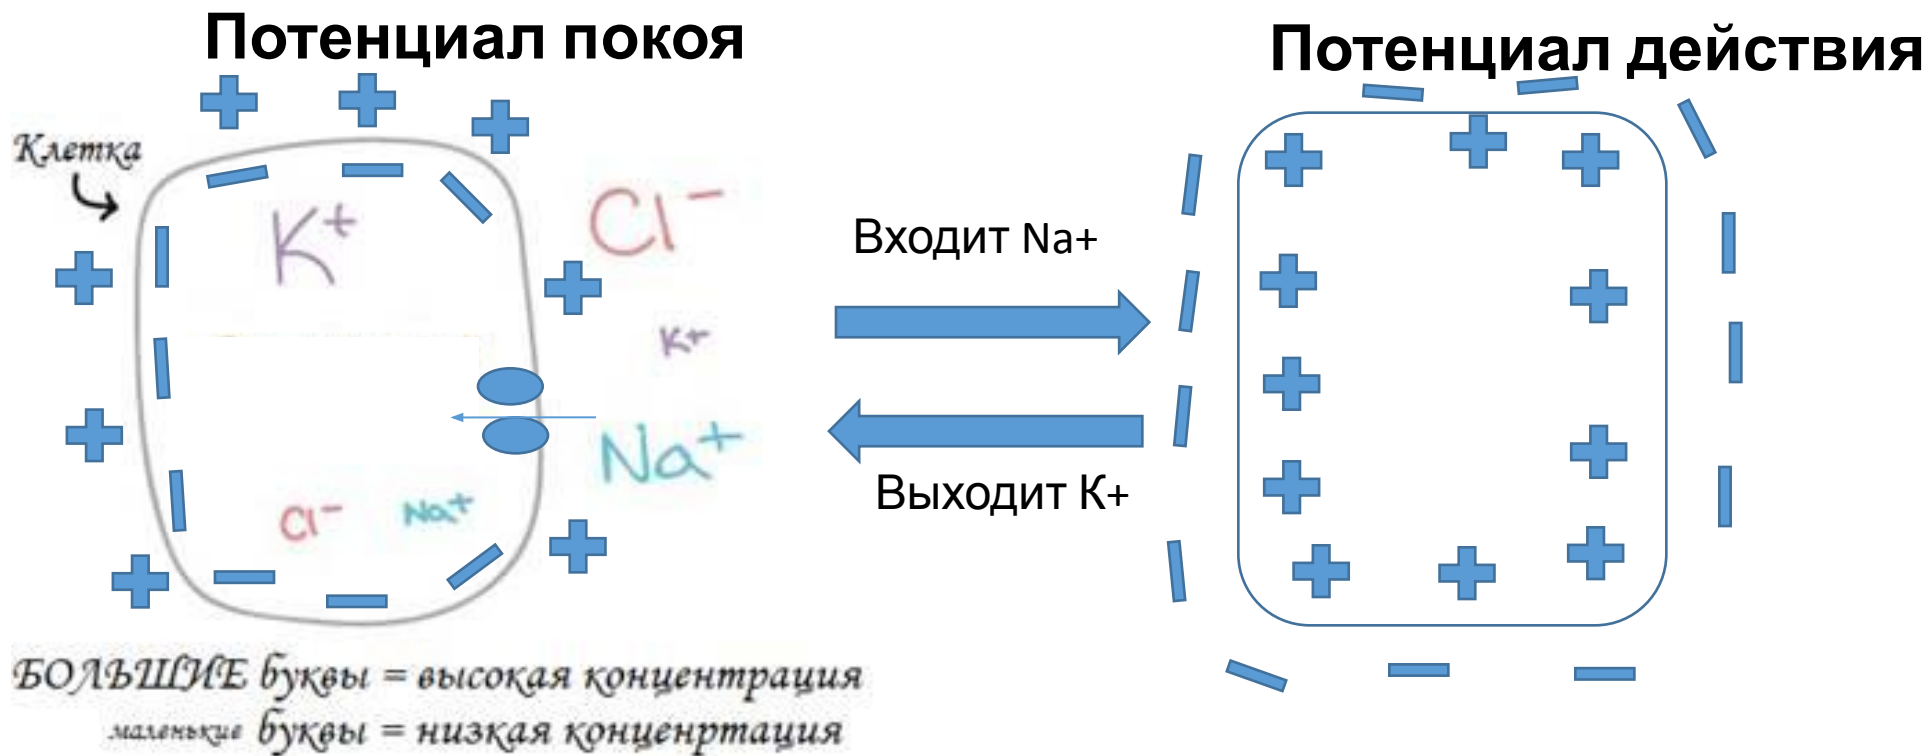 Потенциал покоя
Потенциал действия
Клетка
K+
Cl−
K+
Na+
Cl−
Na+
Входит Na+
Выходит К+
БОЛЬШИЕ буквы = высокая концентрация
маленькие буквы = низкая конценртация